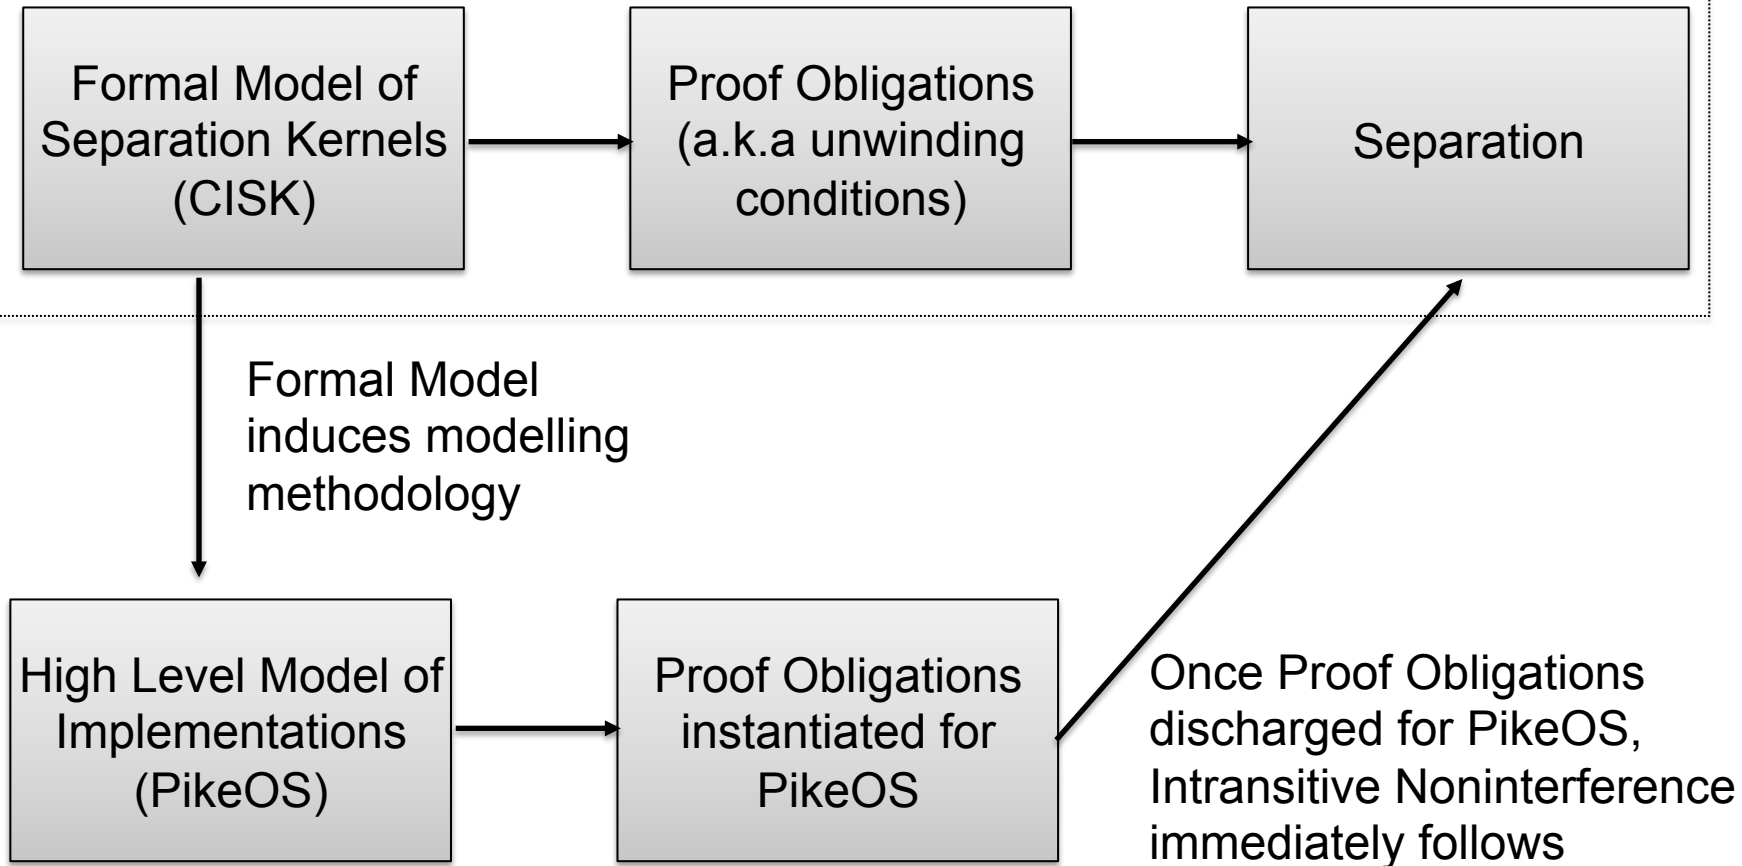 Formal Model of
Separation Kernels
(CISK)
Proof Obligations
(a.k.a unwinding
conditions)
Separation
Formal Model
induces modelling
methodology
High Level Model of
Implementations
(PikeOS)
Proof Obligations
instantiated for
PikeOS
Once Proof Obligations
discharged for PikeOS,
Intransitive Noninterference
immediately follows